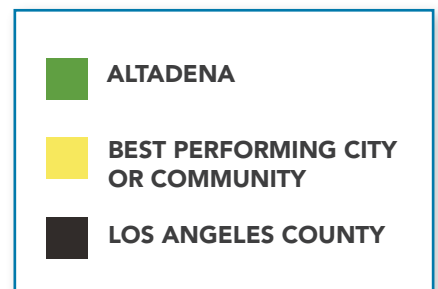 ALTADENA
BEST PERFORMING CITY
OR COMMUNITY
LOS ANGELES COUNTY